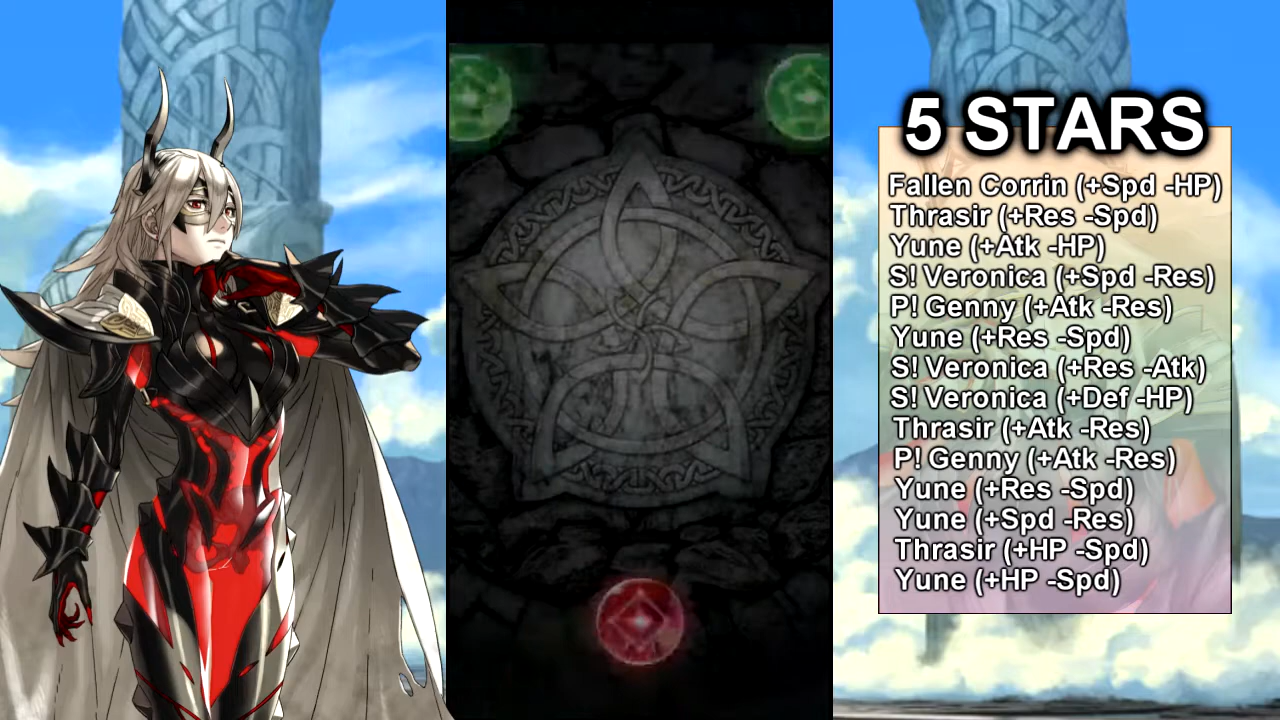 5 STARS
Fallen Corrin (+Spd -HP)
Thrasir (+Res -Spd)
Yune (+Atk -HP)
S! Veronica (+Spd -Res)
P! Genny (+Atk -Res)
Yune (+Res -Spd)
S! Veronica (+Res -Atk)
S! Veronica (+Def -HP)
Thrasir (+Atk -Res)
P! Genny (+Atk -Res)
Yune (+Res -Spd)
Yune (+Spd -Res)
Thrasir (+HP -Spd)
Yune (+HP -Spd)